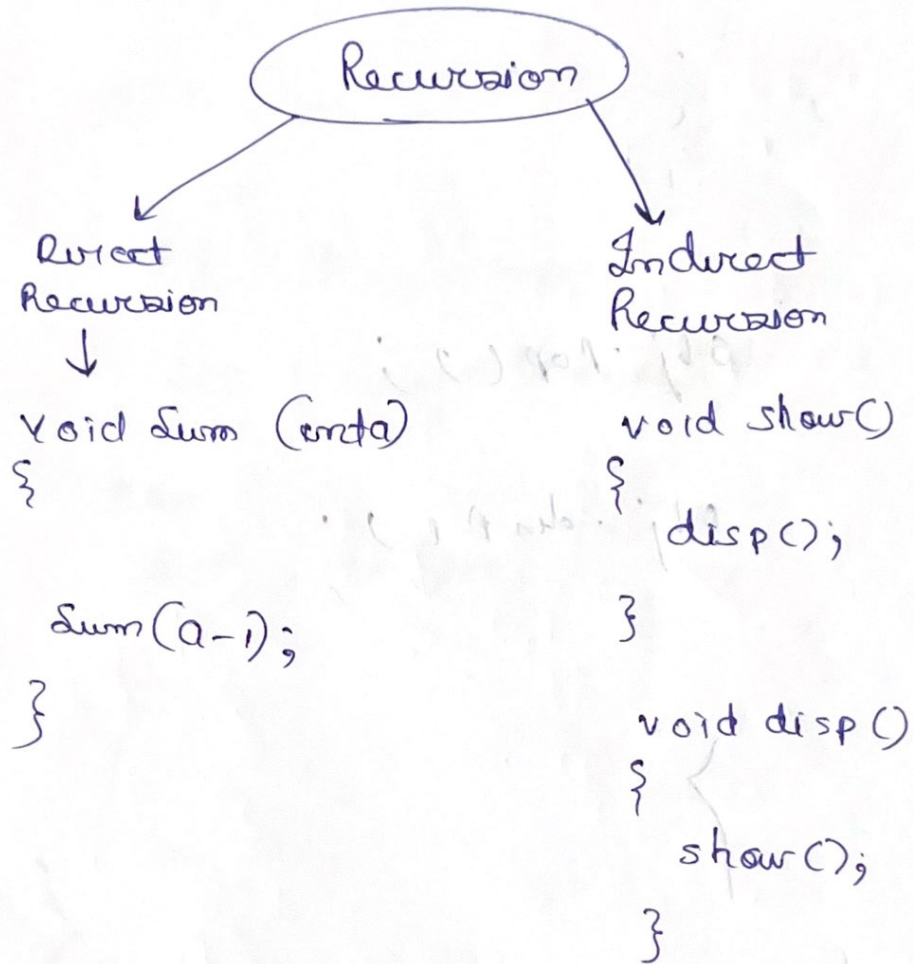 Recursion
Direct
Recursion
void sum (int a)
{
sum(a-1);
}
Indirect
Recursion
void show()
{
disp();
}
void disp()
{
show();
}